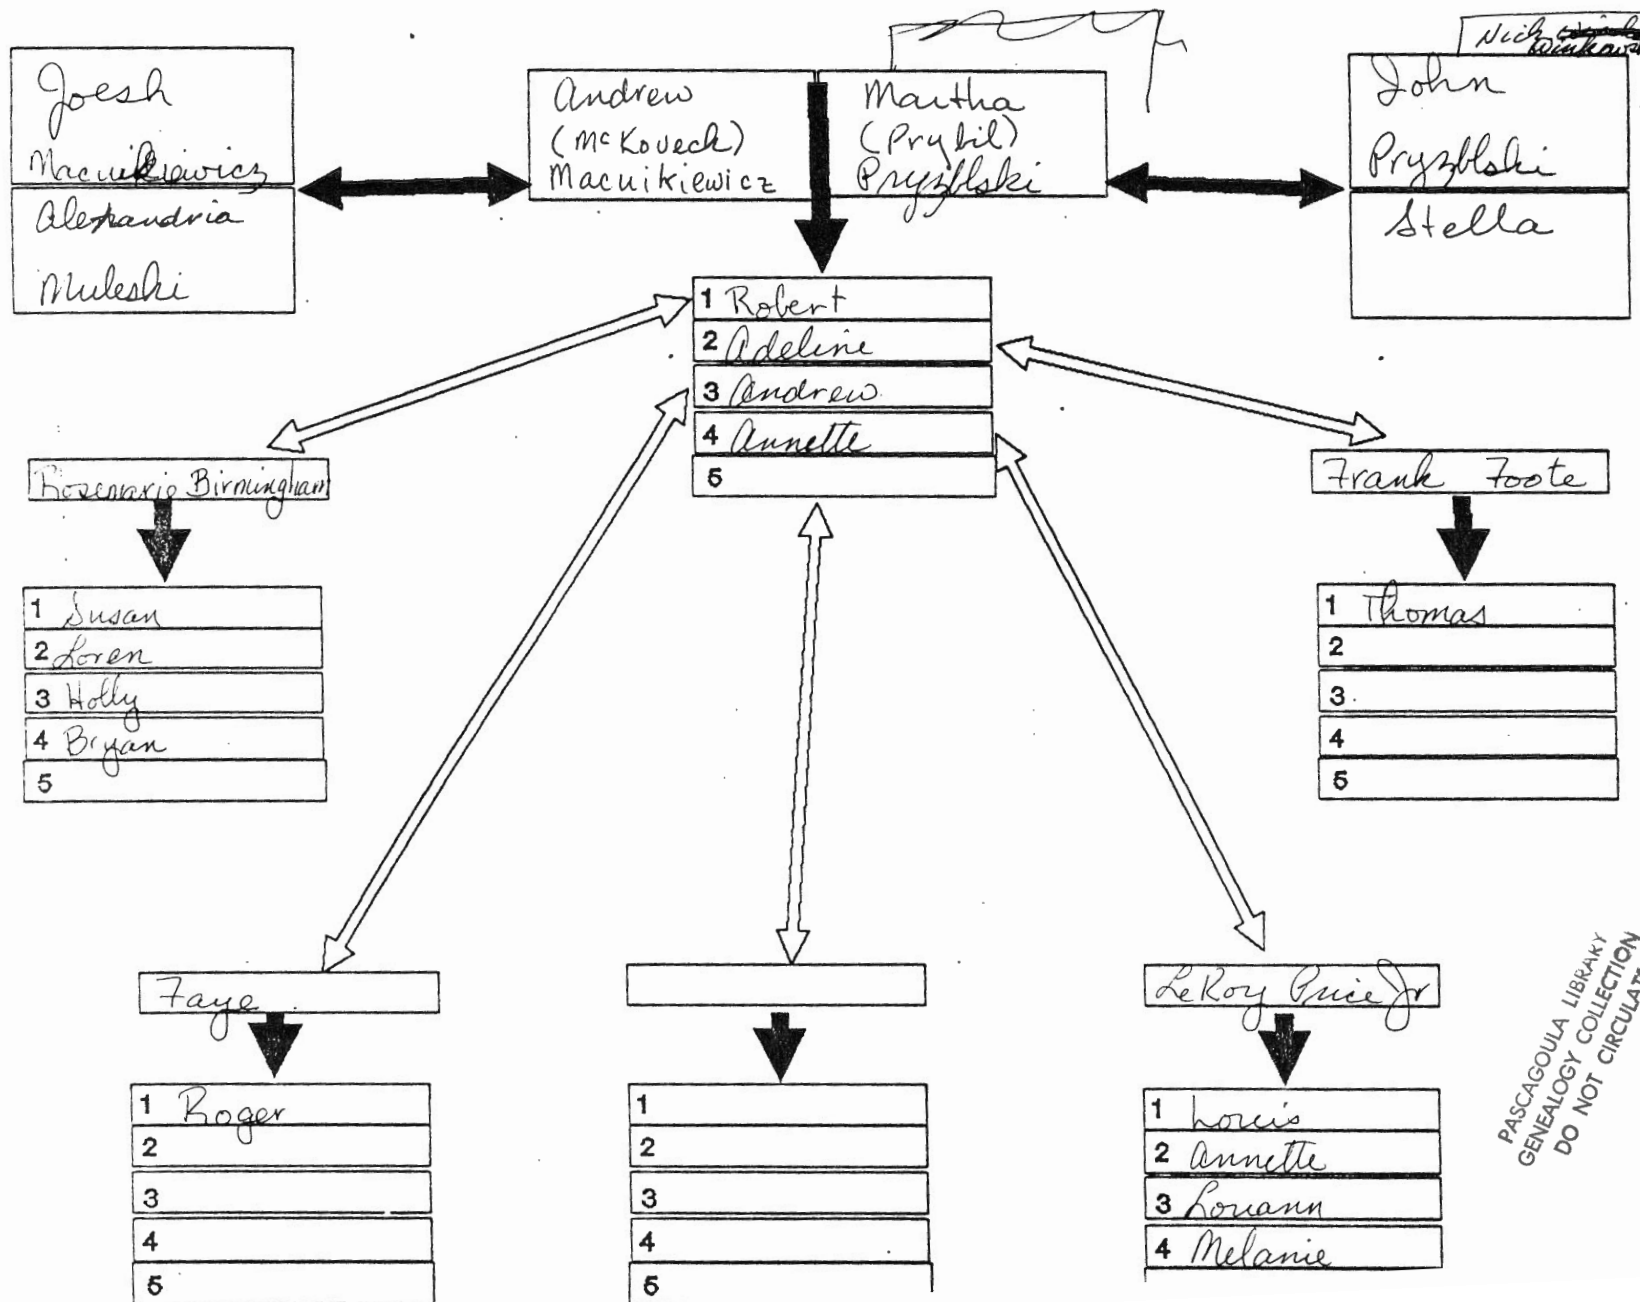 Nick
Joesh
Macuikiewicz
Alexandria
Muleski
Andrew
(McKoveck)
Macuikiewicz
Martha
(Prybil)
Pryzblski
John
Pryzblski
Stella
1 Robert
2 Adeline
3 Andrew
4 Annette
5
Rosemarie Birmingham
1 Susan
2 Loren
3 Holly
4 Bryan
5
Frank Foote
1 Thomas
2
3
4
5
Faye
1 Roger
2
3
4
5
1
2
3
4
5
LeRoy Price Jr
1 Louis
2 Annette
3 Louann
4 Melanie
PASCAGOULA LIBRARY
GENEALOGY COLLECTION
DO NOT CIRCULATE